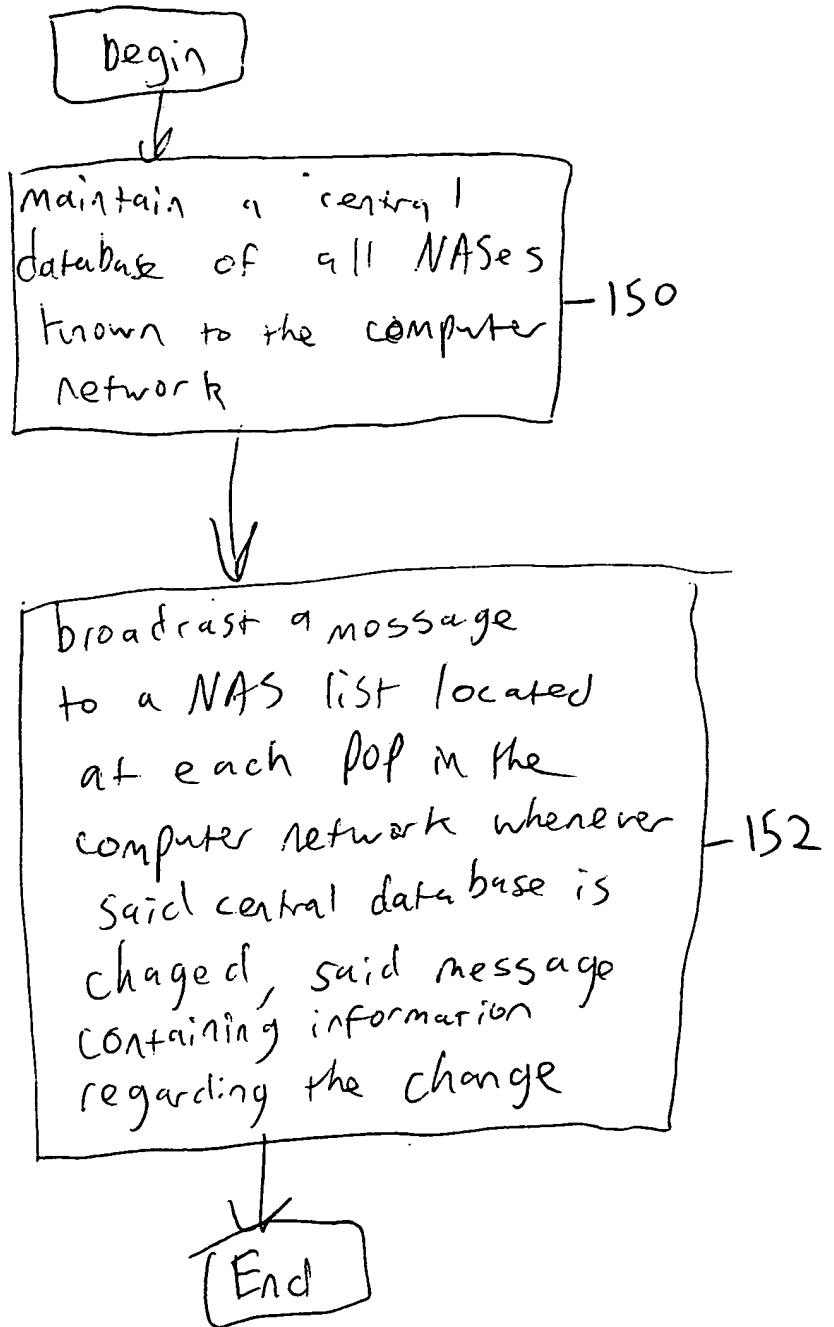 begin
maintain a central
database of all NASes
known to the computer
network
150
broadcast a mossage
to a NAS list located
at each pop in the
computer network whenever
said central database is
chaged, said message
containing information
regarding the change
152
End